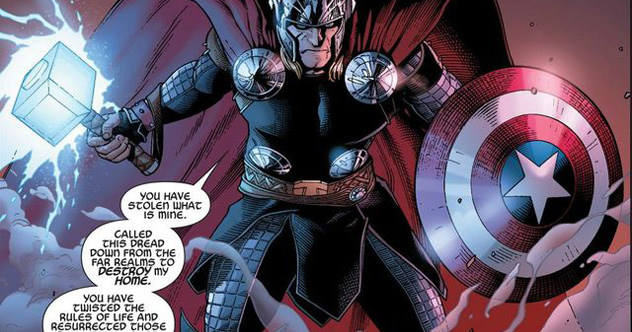 YOU HAVE
STOLEN WHAT
IS MINE.
CALLED
THIS DREAD
DOWN FROM THE
FAR REALMS TO
DESTROY MY
HOME.
YOU HAVE
TWISTED THE
RULES OF LIFE AND
RESURRECTED THOSE